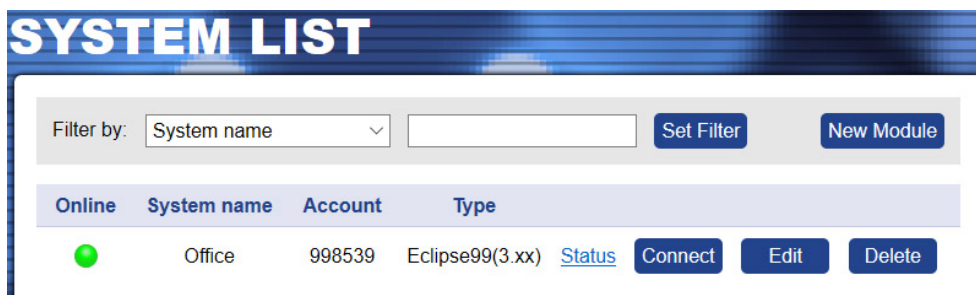 SYSTEM LIST
Filter by: System name Set Filter New Module
Online System name Account Type
Office 998539 Eclipse99(3.xx) Status Connect Edit Delete